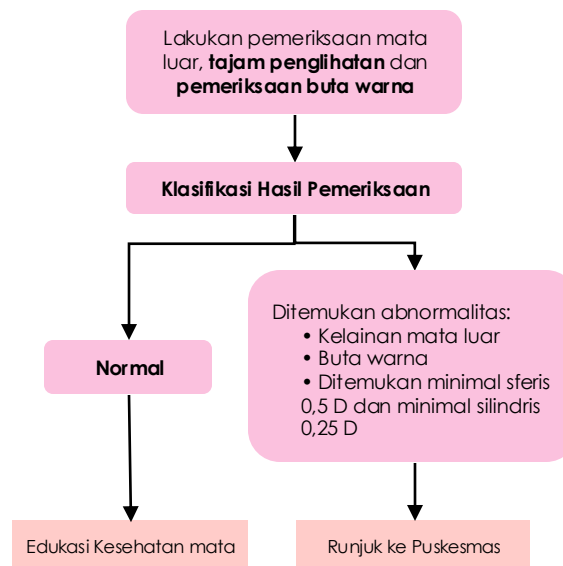 Lakukan pemeriksaan mata
luar, tajam penglihatan dan
pemeriksaan buta warna
Klasifikasi Hasil Pemeriksaan
Normal
Ditemukan abnormalitas:
• Kelainan mata luar
• Buta warna
• Ditemukan minimal sferis
0,5 D dan minimal silindris
0,25 D
Edukasi Kesehatan mata
Runjuk ke Puskesmas